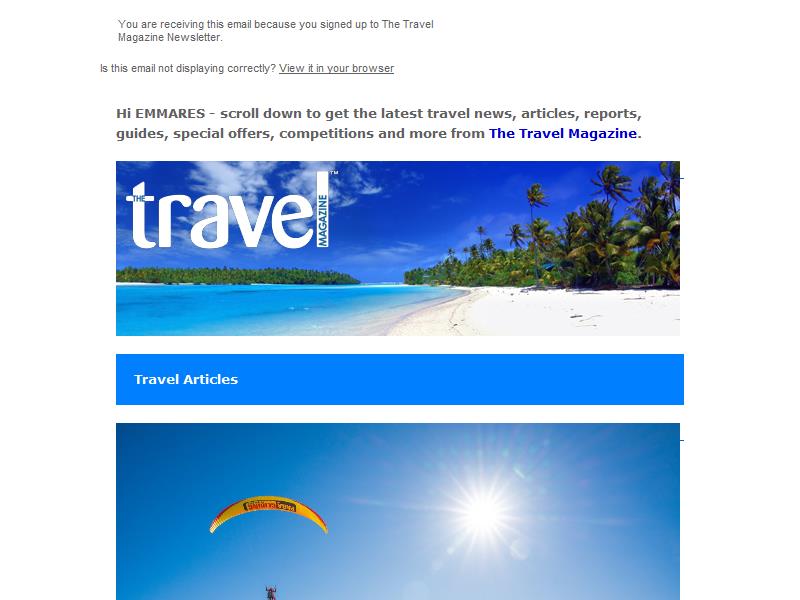 You are receiving this email because you signed up to The Travel
Magazine Newsletter.
Is this email not displaying correctly? View it in your browser
Hi EMMARES - scroll down to get the latest travel news, articles, reports,
guides, special offers, competitions and more from The Travel Magazine.
THE travel MAGAZINE ™
Travel Articles